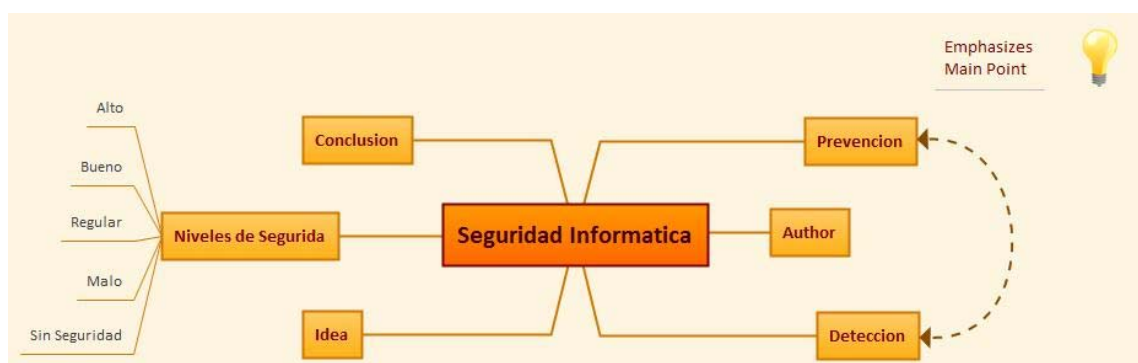 Emphasizes
Main Point
Alto
Bueno
Regular
Malo
Sin Seguridad
Niveles de Segurida
Conclusion
Idea
Seguridad Informatica
Prevencion
Author
Deteccion